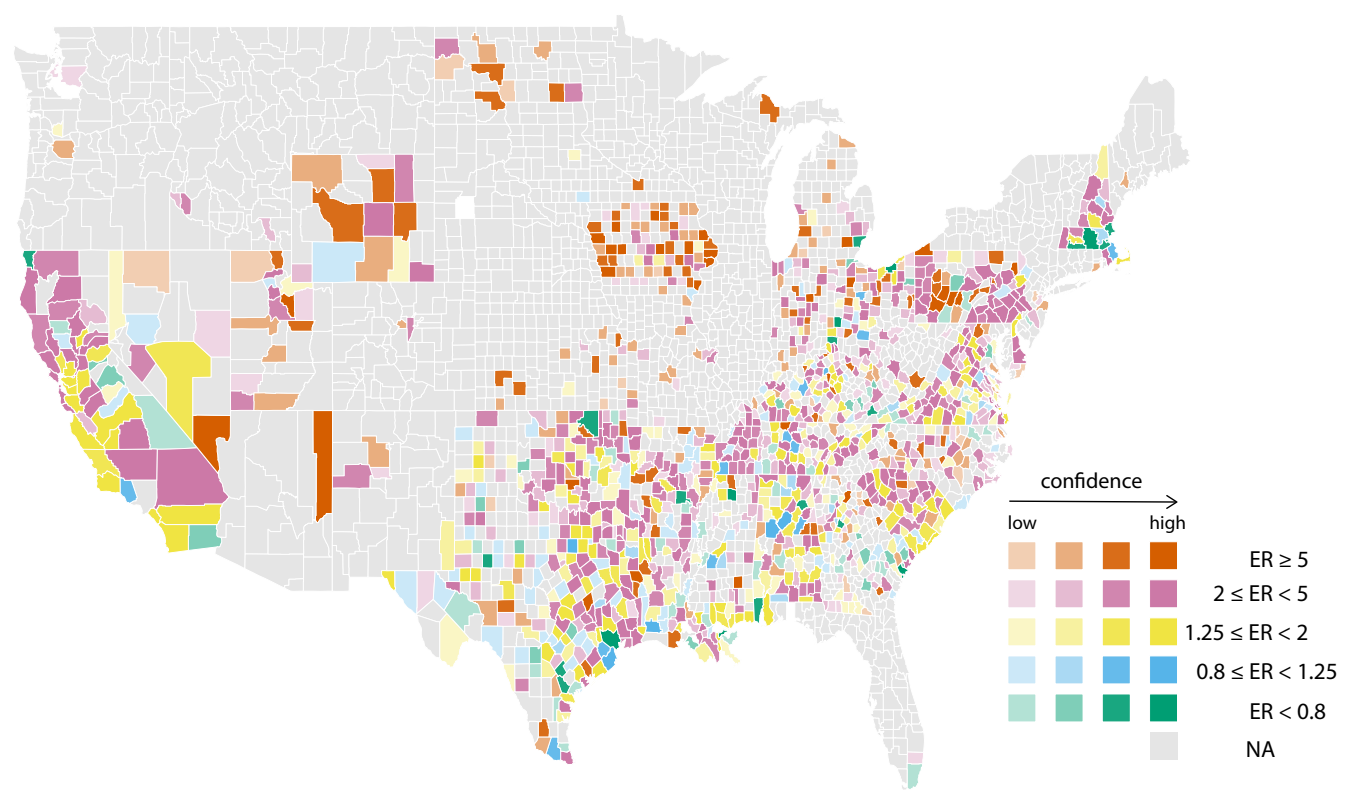 confidence
low high
ER ≥ 5
2 ≤ ER < 5
1.25 ≤ ER < 2
0.8 ≤ ER < 1.25
ER < 0.8
NA